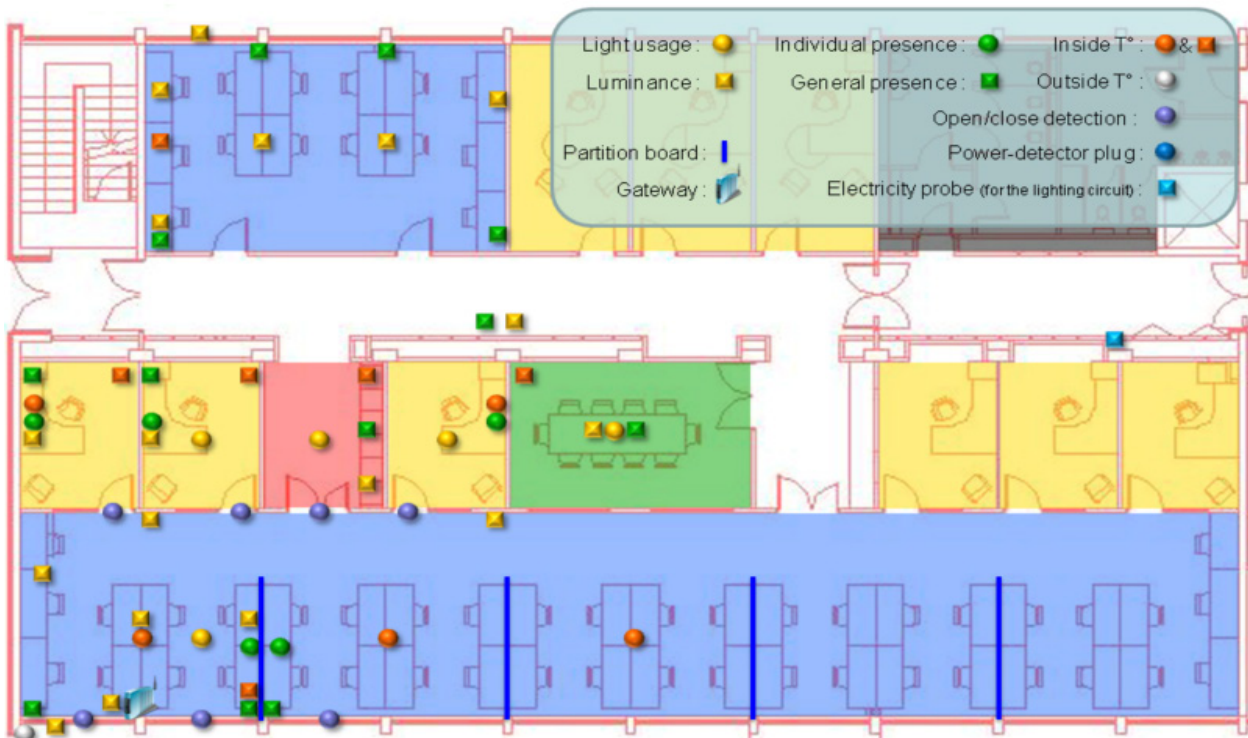 Light usage : Individual presence : Inside T° : &
Luminance : General presence : Outside T° :
Open/close detection :
Partition board : Power-detector plug :
Gateway : Electricity probe (for the lighting circuit) :